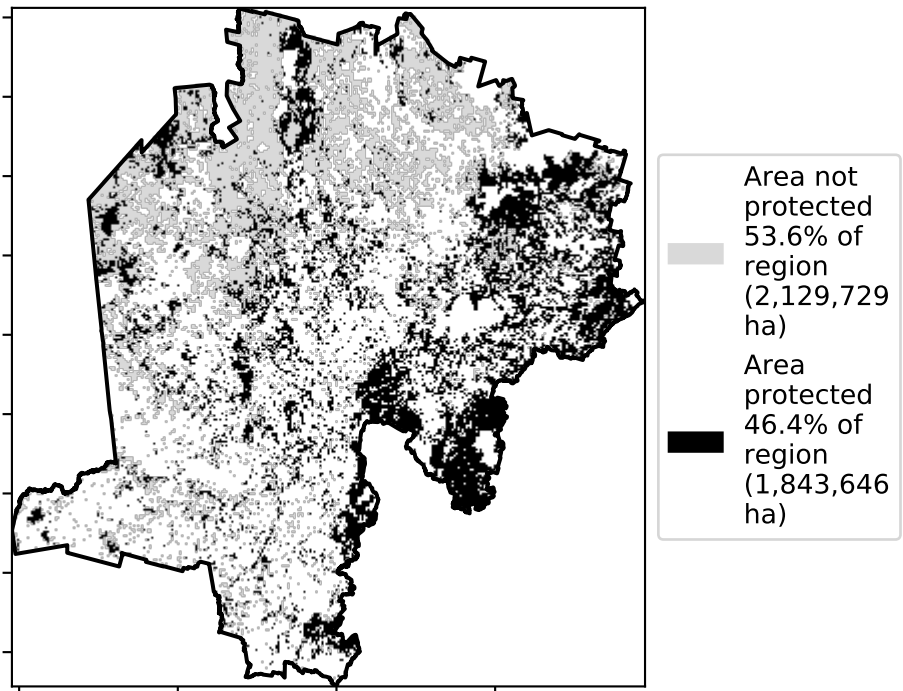 Area not
protected
53.6% of
region
(2,129,729
ha)
Area
protected
46.4% of
region
(1,843,646
ha)